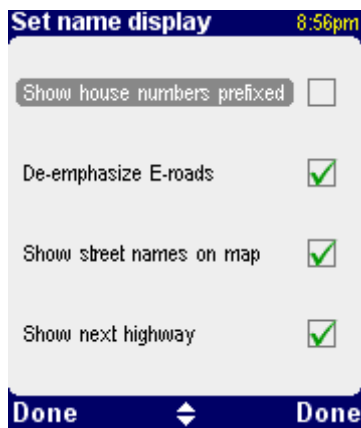 Set name display 8:56pm
Show house numbers prefixed
De-emphasize E-roads
Show street names on map
Show next highway
Done Done